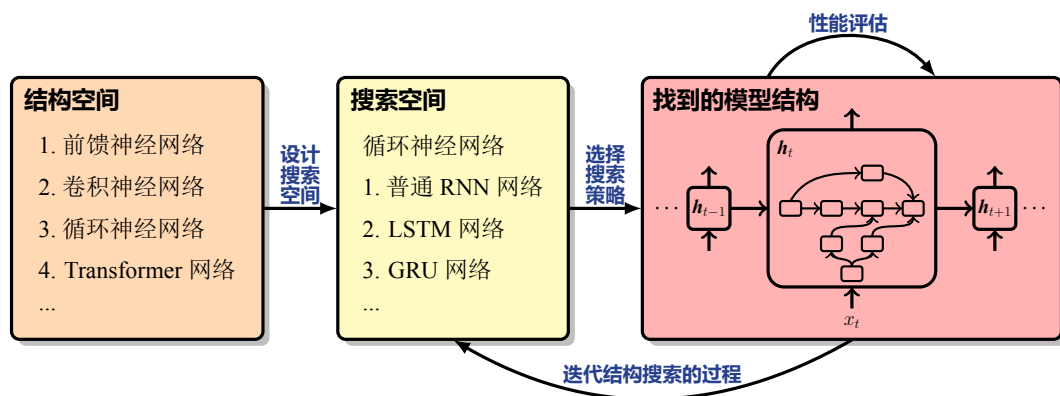 性能评估
结构空间
1. 前馈神经网络
2. 卷积神经网络
3. 循环神经网络
4. Transformer 网络
...
设计
搜索
空间
搜索空间
循环神经网络
1. 普通 RNN 网络
2. LSTM 网络
3. GRU 网络
...
选择
搜索
策略
找到的模型结构
h_t
··· h_{t−1}
h_{t+1} ···
x_t
迭代结构搜索的过程